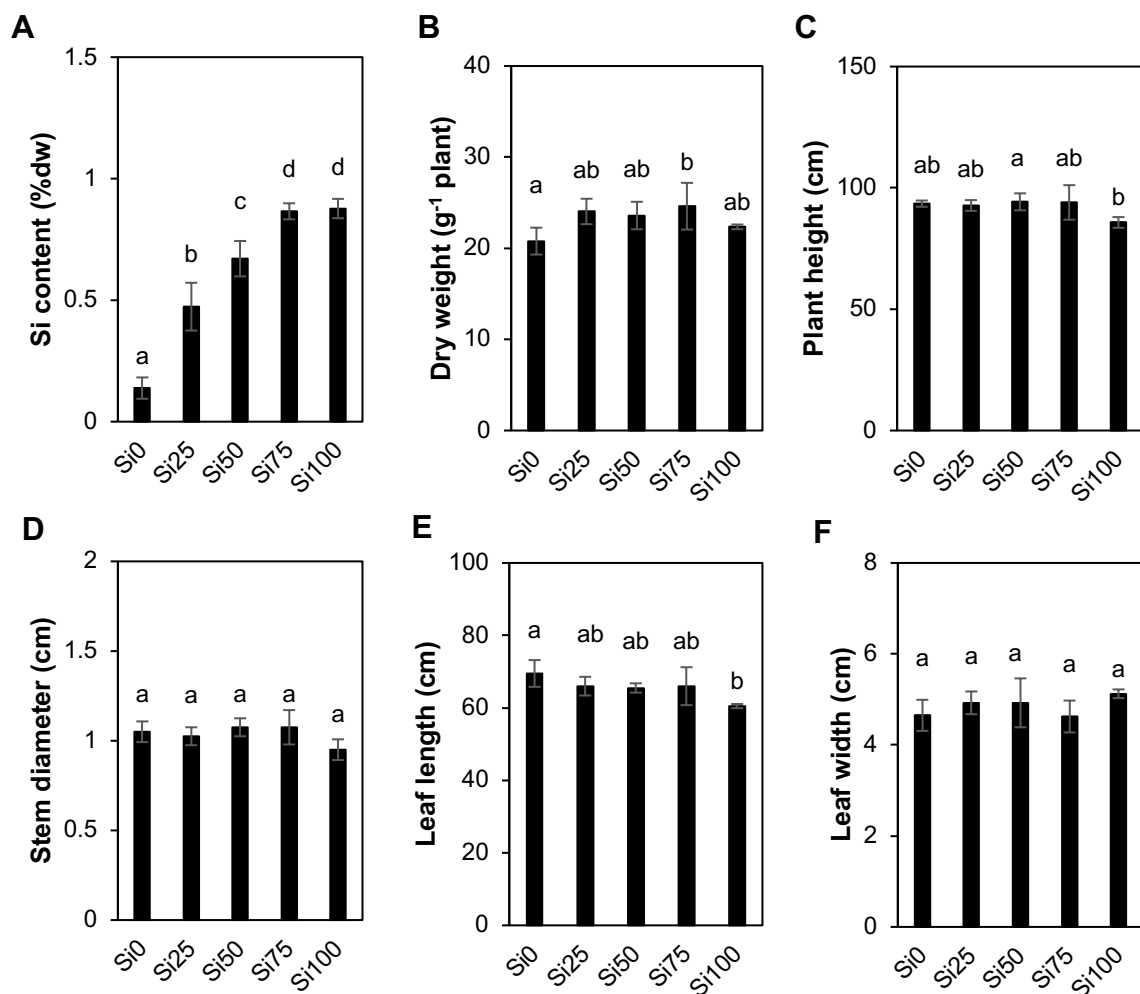 A
Si content (%dw)
1.5
1
0.5
0
a
b
c
d
d
Si0
Si25
Si50
Si75
Si100
B
Dry weight (g-1 plant)
40
30
20
10
0
a
ab
ab
b
ab
Si0
Si25
Si50
Si75
Si100
C
Plant height (cm)
150
100
50
0
ab
ab
a
ab
b
Si0
Si25
Si50
Si75
Si100
D
Stem diameter (cm)
2
1.5
1
0.5
0
a
a
a
a
a
Si0
Si25
Si50
Si75
Si100
E
Leaf length (cm)
100
80
60
40
20
0
a
ab
ab
ab
b
Si0
Si25
Si50
Si75
Si100
F
Leaf width (cm)
8
6
4
2
0
a
a
a
a
a
Si0
Si25
Si50
Si75
Si100